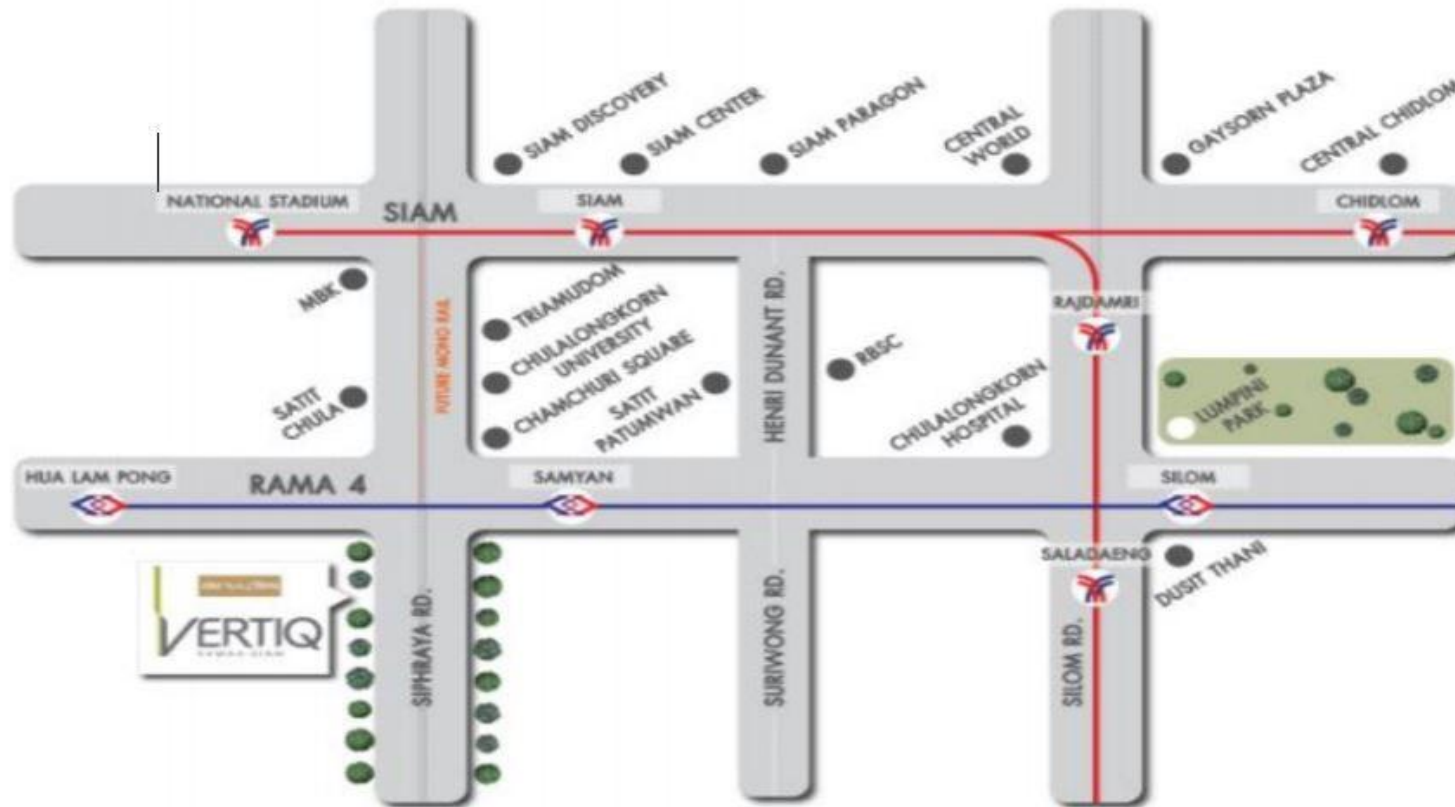 SIAM DISCOVERY
SIAM CENTER
SIAM PARAGON
CENTRAL
WORLD
GAYSORN PLAZA
CENTRAL CHIDLOM
NATIONAL STADIUM
SIAM
SIAM
CHIDLOM
MBK
FUTURE MONO RAIL
TRIAMUDOM
CHULALONGKORN
UNIVERSITY
CHAMCHURI SQUARE
SATIT
PATUMWAN
HENRI DUNANT RD.
RBSC
RAJDAMRI
SATIT
CHULA
CHULALONGKORN
HOSPITAL
LUMPINI
PARK
HUA LAM PONG
RAMA 4
SAMYAN
SILOM
VERTIQ
SIPHRAYA RD.
SURIWONG RD.
SALADAENG
DUSIT THANI
SILOM RD.